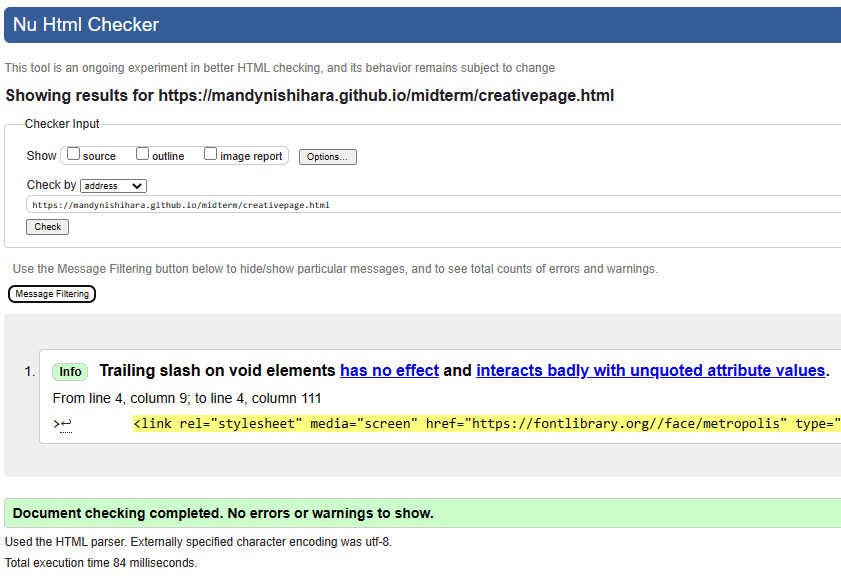 Nu Html Checker
This tool is an ongoing experiment in better HTML checking, and its behavior remains subject to change
Showing results for https://mandynishihara.github.io/midterm/creativepage.html
Checker Input
Show source outline image report Options...
Check by address
https://mandynishihara.github.io/midterm/creativepage.html
Check
Use the Message Filtering button below to hide/show particular messages, and to see total counts of errors and warnings.
Message Filtering
1. Info Trailing slash on void elements has no effect and interacts badly with unquoted attribute values.
From line 4, column 9; to line 4, column 111
>↩ <link rel="stylesheet" media="screen" href="https://fontlibrary.org//face/metropolis" type="
Document checking completed. No errors or warnings to show.
Used the HTML parser. Externally specified character encoding was utf-8.
Total execution time 84 milliseconds.